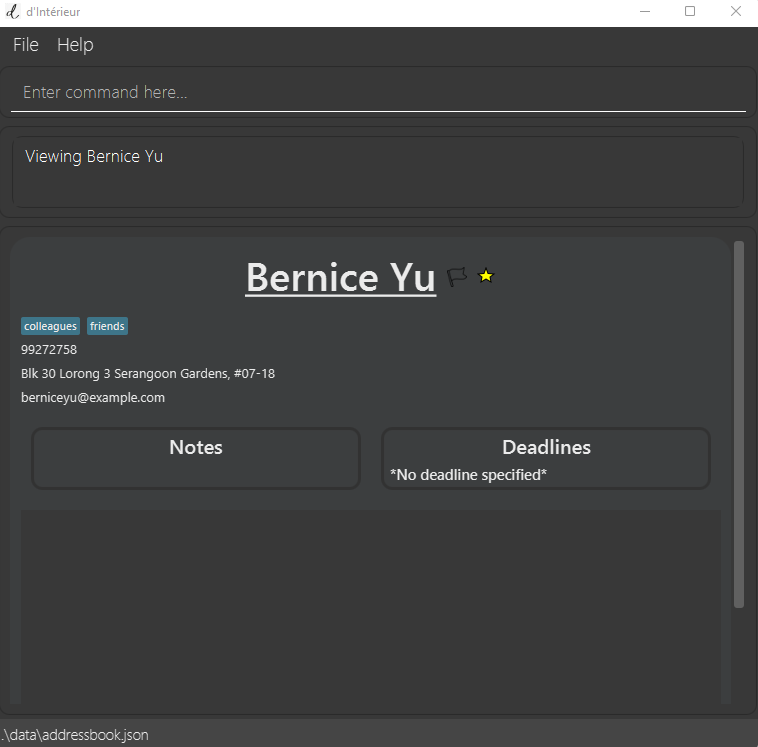 d d'Intérieur
File Help
Enter command here...
Viewing Bernice Yu
Bernice Yu
colleagues friends
99272758
Blk 30 Lorong 3 Serangoon Gardens, #07-18
berniceyu@example.com
Notes
Deadlines
*No deadline specified*
.\data\addressbook.json